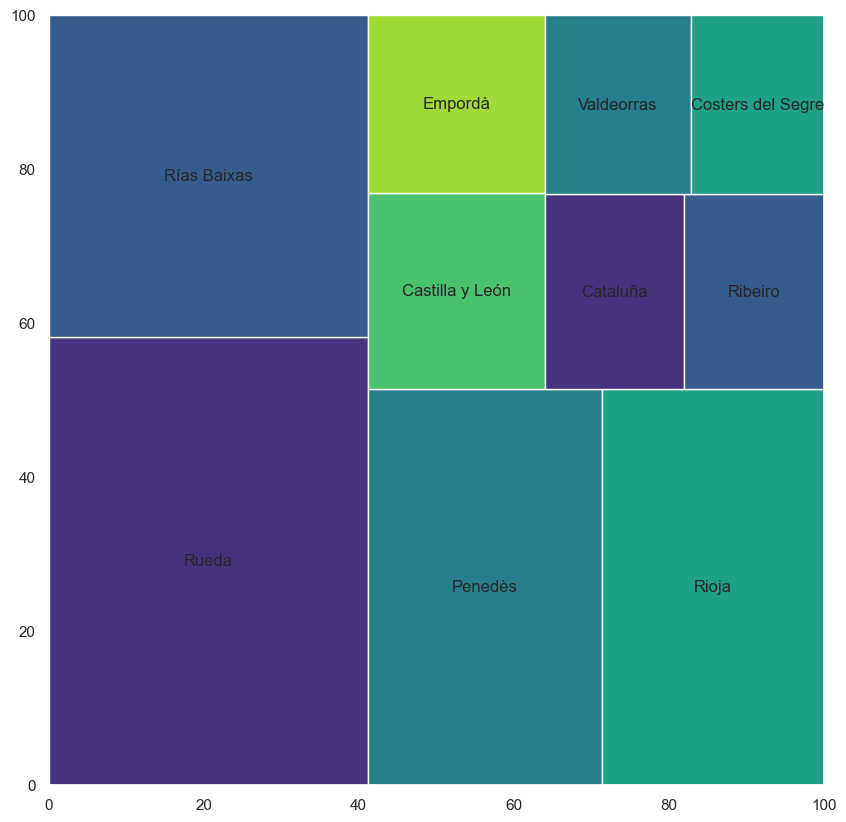 100
80
60
40
20
0
Empordà
Valdeorras
Costers del Segre
Rías Baixas
Castilla y León
Cataluña
Ribeiro
Rueda
Penedès
Rioja
0 20 40 60 80 100